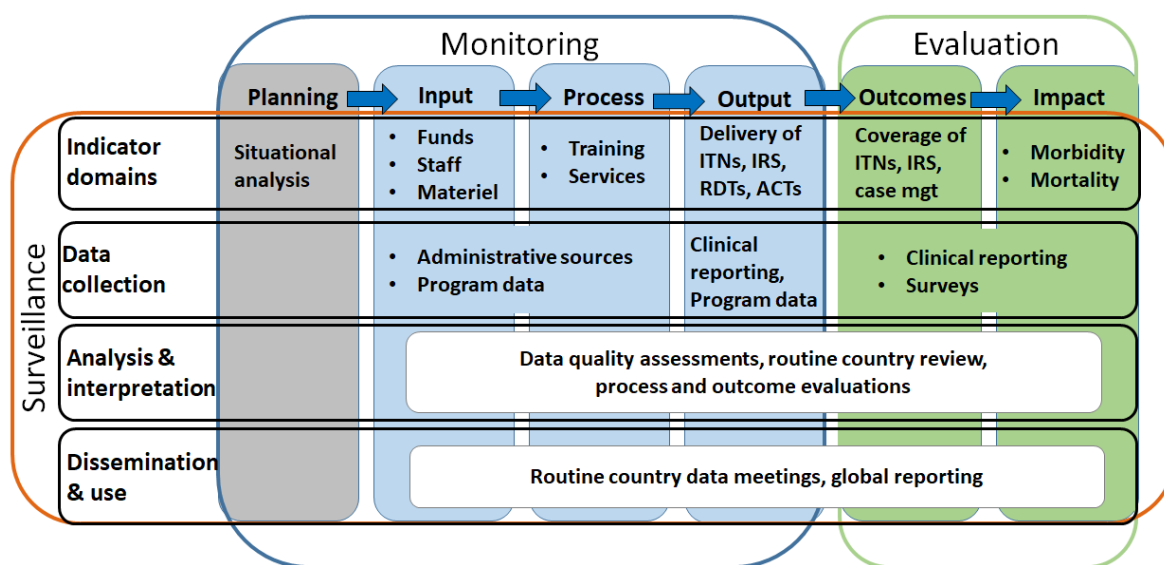 Monitoring
Evaluation
Planning
Input
Process
Output
Outcomes
Impact
Surveillance
Indicator
domains
Situational
analysis
• Funds
• Staff
• Materiel
• Training
• Services
Delivery of
ITNs, IRS,
RDTs, ACTs
Coverage of
ITNs, IRS,
case mgt
• Morbidity
• Mortality
Data
collection
• Administrative sources
• Program data
Clinical
reporting,
Program data
• Clinical reporting
• Surveys
Analysis &
interpretation
Data quality assessments, routine country review,
process and outcome evaluations
Dissemination
& use
Routine country data meetings, global reporting